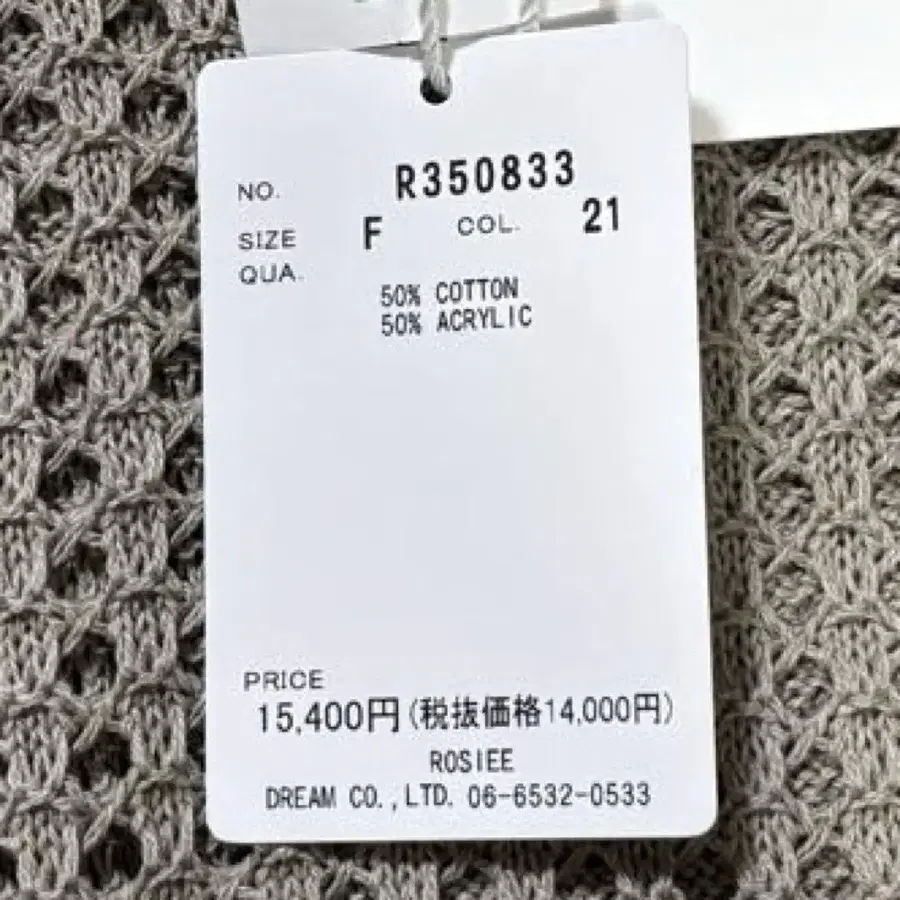 NO. R350833
SIZE F COL. 21
QUA.
50% COTTON
50% ACRYLIC
PRICE
15,400円(税抜価格14,000円)
ROSIEE
DREAM CO.,LTD. 06-6532-0533